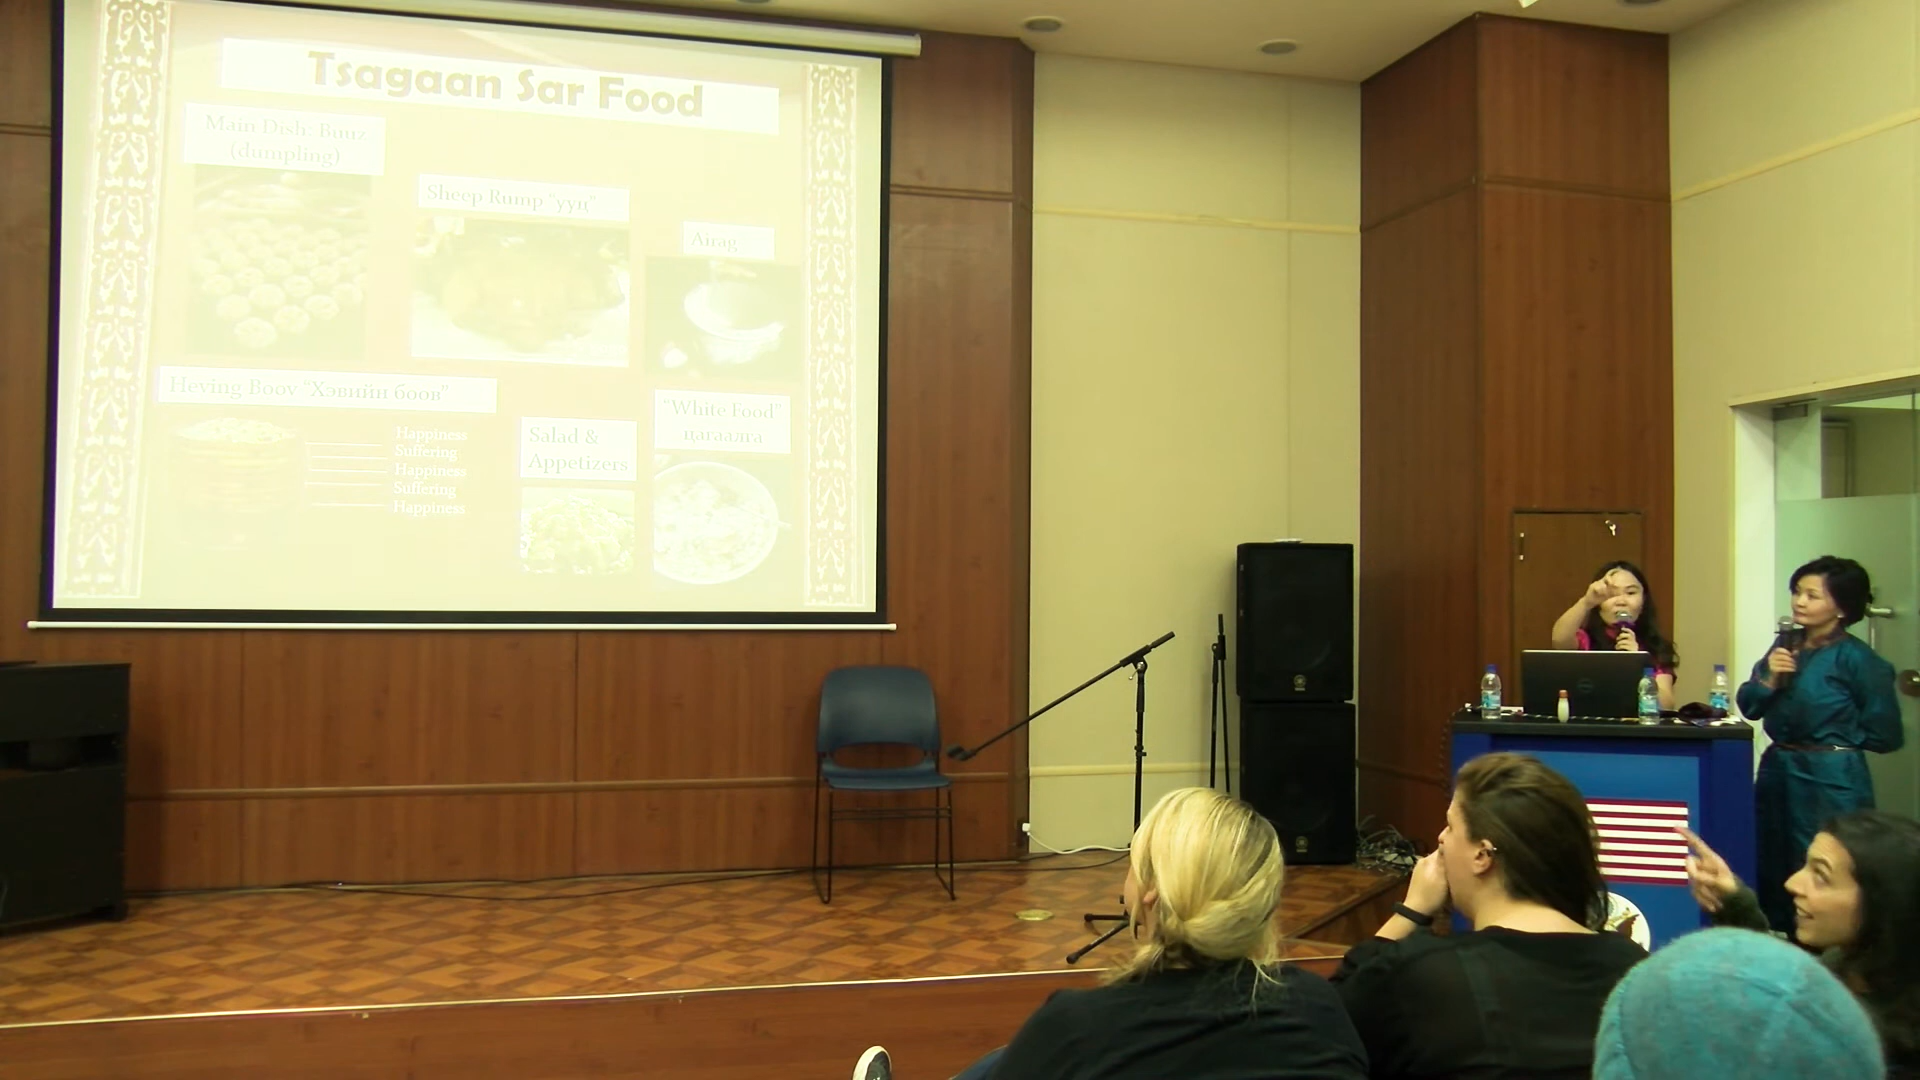 Tsagaan Sar Food
Main Dish: Buuz
(dumpling)
Sheep Rump "ууц"
Airag
Heving Boov "Хэвийн боов"
Happiness
Suffering
Happiness
Suffering
Happiness
Salad &
Appetizers
"White Food"
цагаалга